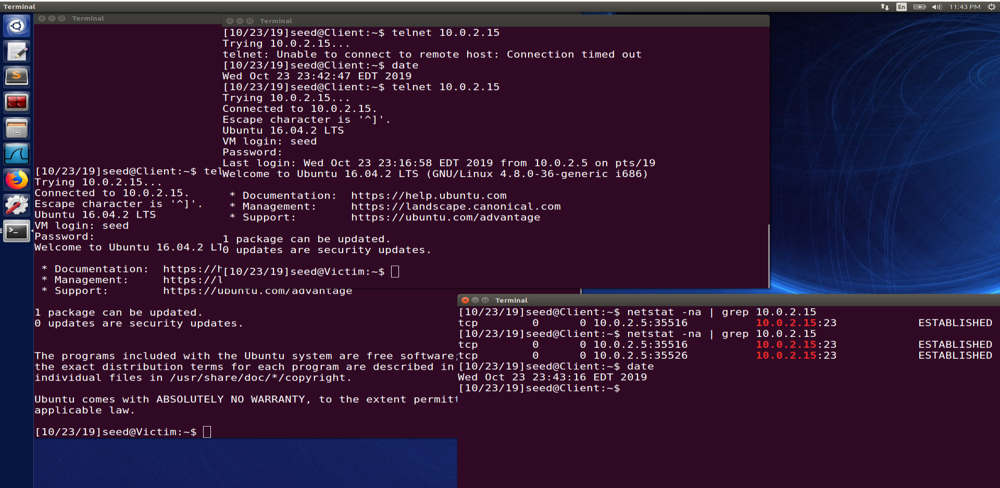 Terminal
En
11:43 PM
Terminal
[10/23/19]seed@Client:~$ tel
Trying 10.0.2.15...
Connected to 10.0.2.15.
Escape character is '^]'.
Ubuntu 16.04.2 LTS
VM login: seed
Password:
Welcome to Ubuntu 16.04.2 LT

 * Documentation:  https://h
 * Management:     https://l
 * Support:        https://ubuntu.com/advantage

1 package can be updated.
0 updates are security updates.

The programs included with the Ubuntu system are free software;
the exact distribution terms for each program are described in
individual files in /usr/share/doc/*/copyright.

Ubuntu comes with ABSOLUTELY NO WARRANTY, to the extent permitt
applicable law.

[10/23/19]seed@Victim:~$
Terminal
[10/23/19]seed@Client:~$ telnet 10.0.2.15
Trying 10.0.2.15...
telnet: Unable to connect to remote host: Connection timed out
[10/23/19]seed@Client:~$ date
Wed Oct 23 23:42:47 EDT 2019
[10/23/19]seed@Client:~$ telnet 10.0.2.15
Trying 10.0.2.15...
Connected to 10.0.2.15.
Escape character is '^]'.
Ubuntu 16.04.2 LTS
VM login: seed
Password:
Last login: Wed Oct 23 23:16:58 EDT 2019 from 10.0.2.5 on pts/19
Welcome to Ubuntu 16.04.2 LTS (GNU/Linux 4.8.0-36-generic i686)

 * Documentation:  https://help.ubuntu.com
 * Management:     https://landscape.canonical.com
 * Support:        https://ubuntu.com/advantage

1 package can be updated.
0 updates are security updates.

[10/23/19]seed@Victim:~$
Terminal
[10/23/19]seed@Client:~$ netstat -na | grep 10.0.2.15
tcp        0      0 10.0.2.5:35516          10.0.2.15:23            ESTABLISHED
[10/23/19]seed@Client:~$ netstat -na | grep 10.0.2.15
tcp        0      0 10.0.2.5:35516          10.0.2.15:23            ESTABLISHED
tcp        0      0 10.0.2.5:35526          10.0.2.15:23            ESTABLISHED
[10/23/19]seed@Client:~$ date
Wed Oct 23 23:43:16 EDT 2019
[10/23/19]seed@Client:~$